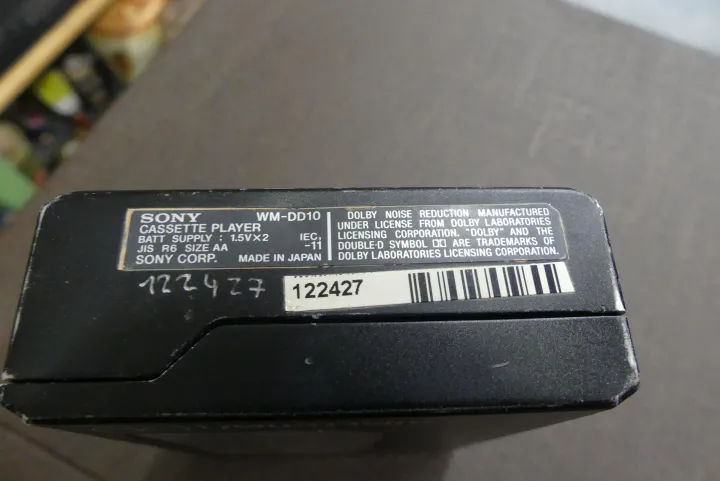 SONY WM-DD10
CASSETTE PLAYER
BATT SUPPLY : 1.5V×2 IEC,
JIS R6 SIZE AA -11
SONY CORP. MADE IN JAPAN
DOLBY NOISE REDUCTION MANUFACTURED
UNDER LICENSE FROM DOLBY LABORATORIES
LICENSING CORPORATION. "DOLBY" AND THE
DOUBLE-D SYMBOL ARE TRADEMARKS OF
DOLBY LABORATORIES LICENSING CORPORATION.
122427
122427